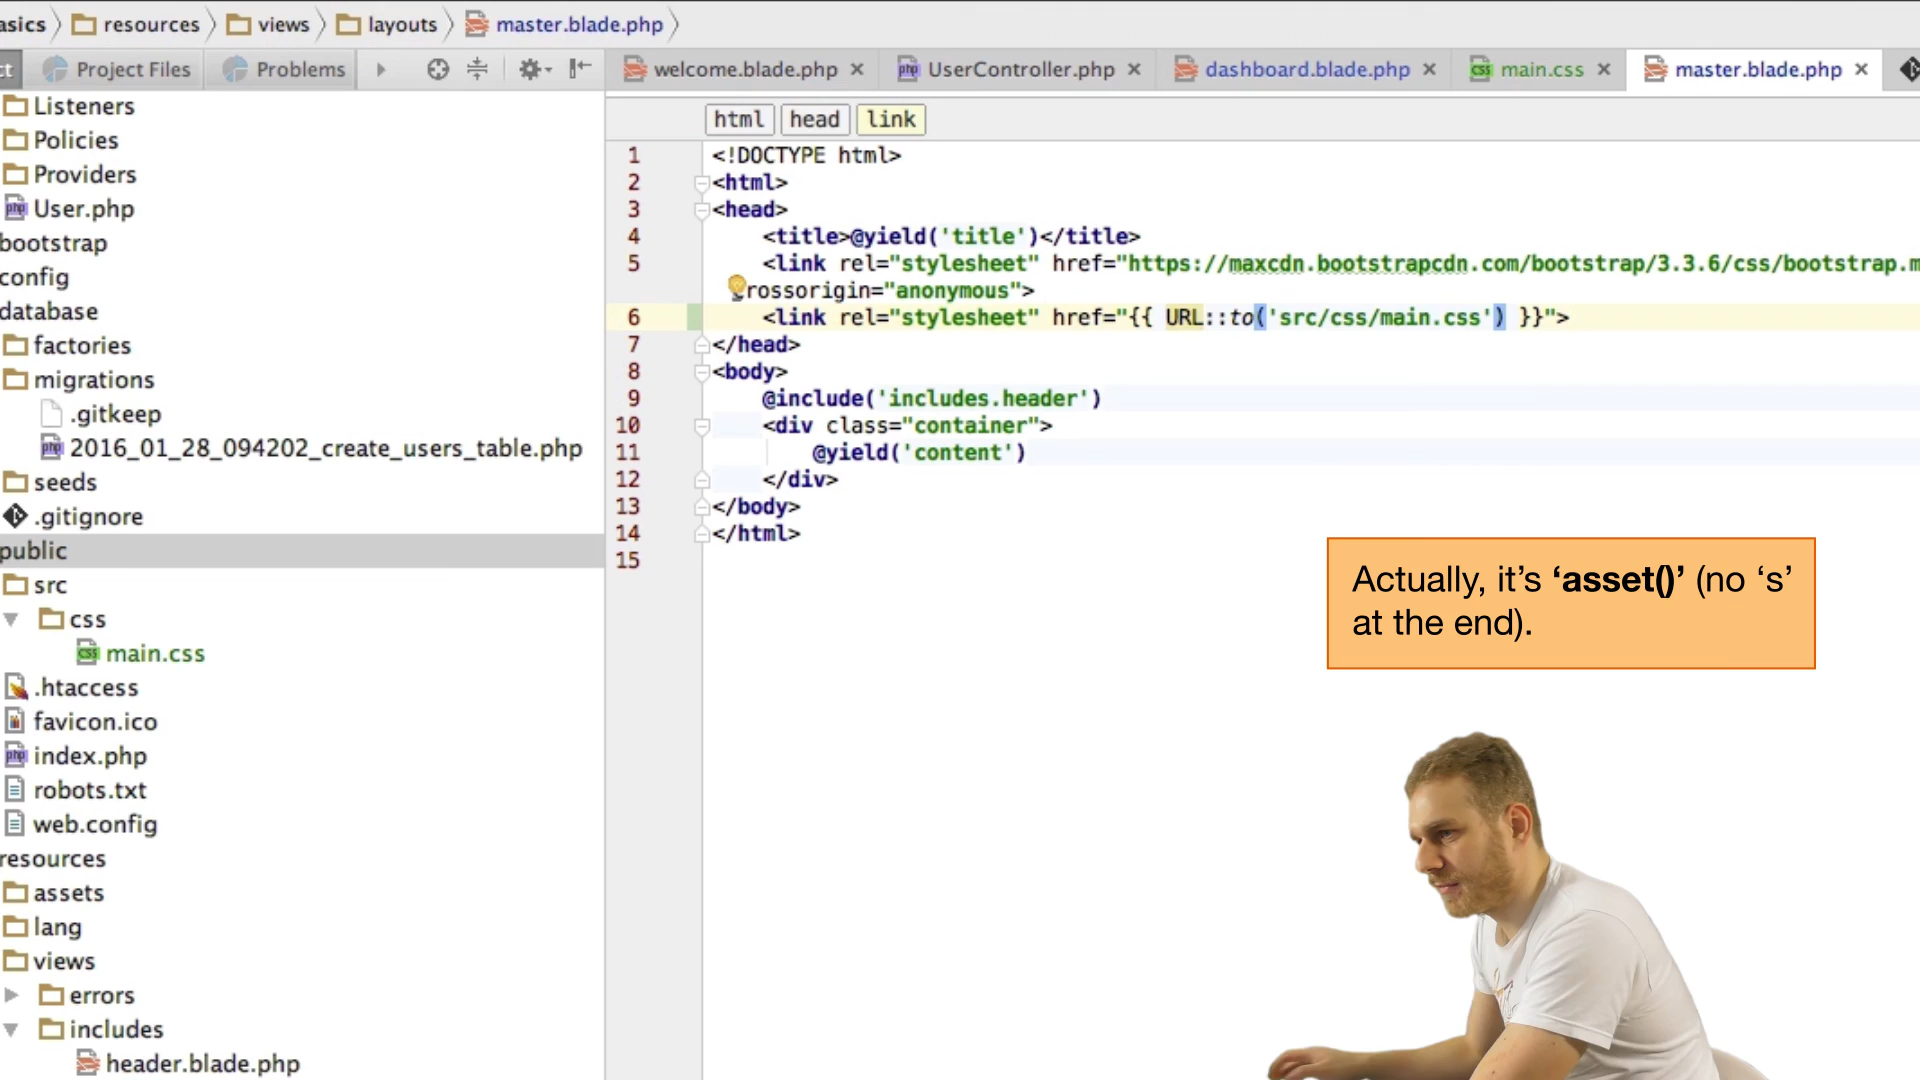 asics resources views layouts master.blade.php
ct Project Files Problems
welcome.blade.php UserController.php dashboard.blade.php main.css master.blade.php
Listeners
Policies
Providers
User.php
bootstrap
config
database
factories
migrations
.gitkeep
2016_01_28_094202_create_users_table.php
seeds
.gitignore
public
src
css
main.css
.htaccess
favicon.ico
index.php
robots.txt
web.config
resources
assets
lang
views
errors
includes
header.blade.php
html head link
1 <!DOCTYPE html>
2 <html>
3 <head>
4 <title>@yield('title')</title>
5 <link rel="stylesheet" href="https://maxcdn.bootstrapcdn.com/bootstrap/3.3.6/css/bootstrap.m
rossorigin="anonymous">
6 <link rel="stylesheet" href="{{ URL::to('src/css/main.css') }}">
7 </head>
8 <body>
9 @include('includes.header')
10 <div class="container">
11 @yield('content')
12 </div>
13 </body>
14 </html>
15
Actually, it's 'asset()' (no 's'
at the end).